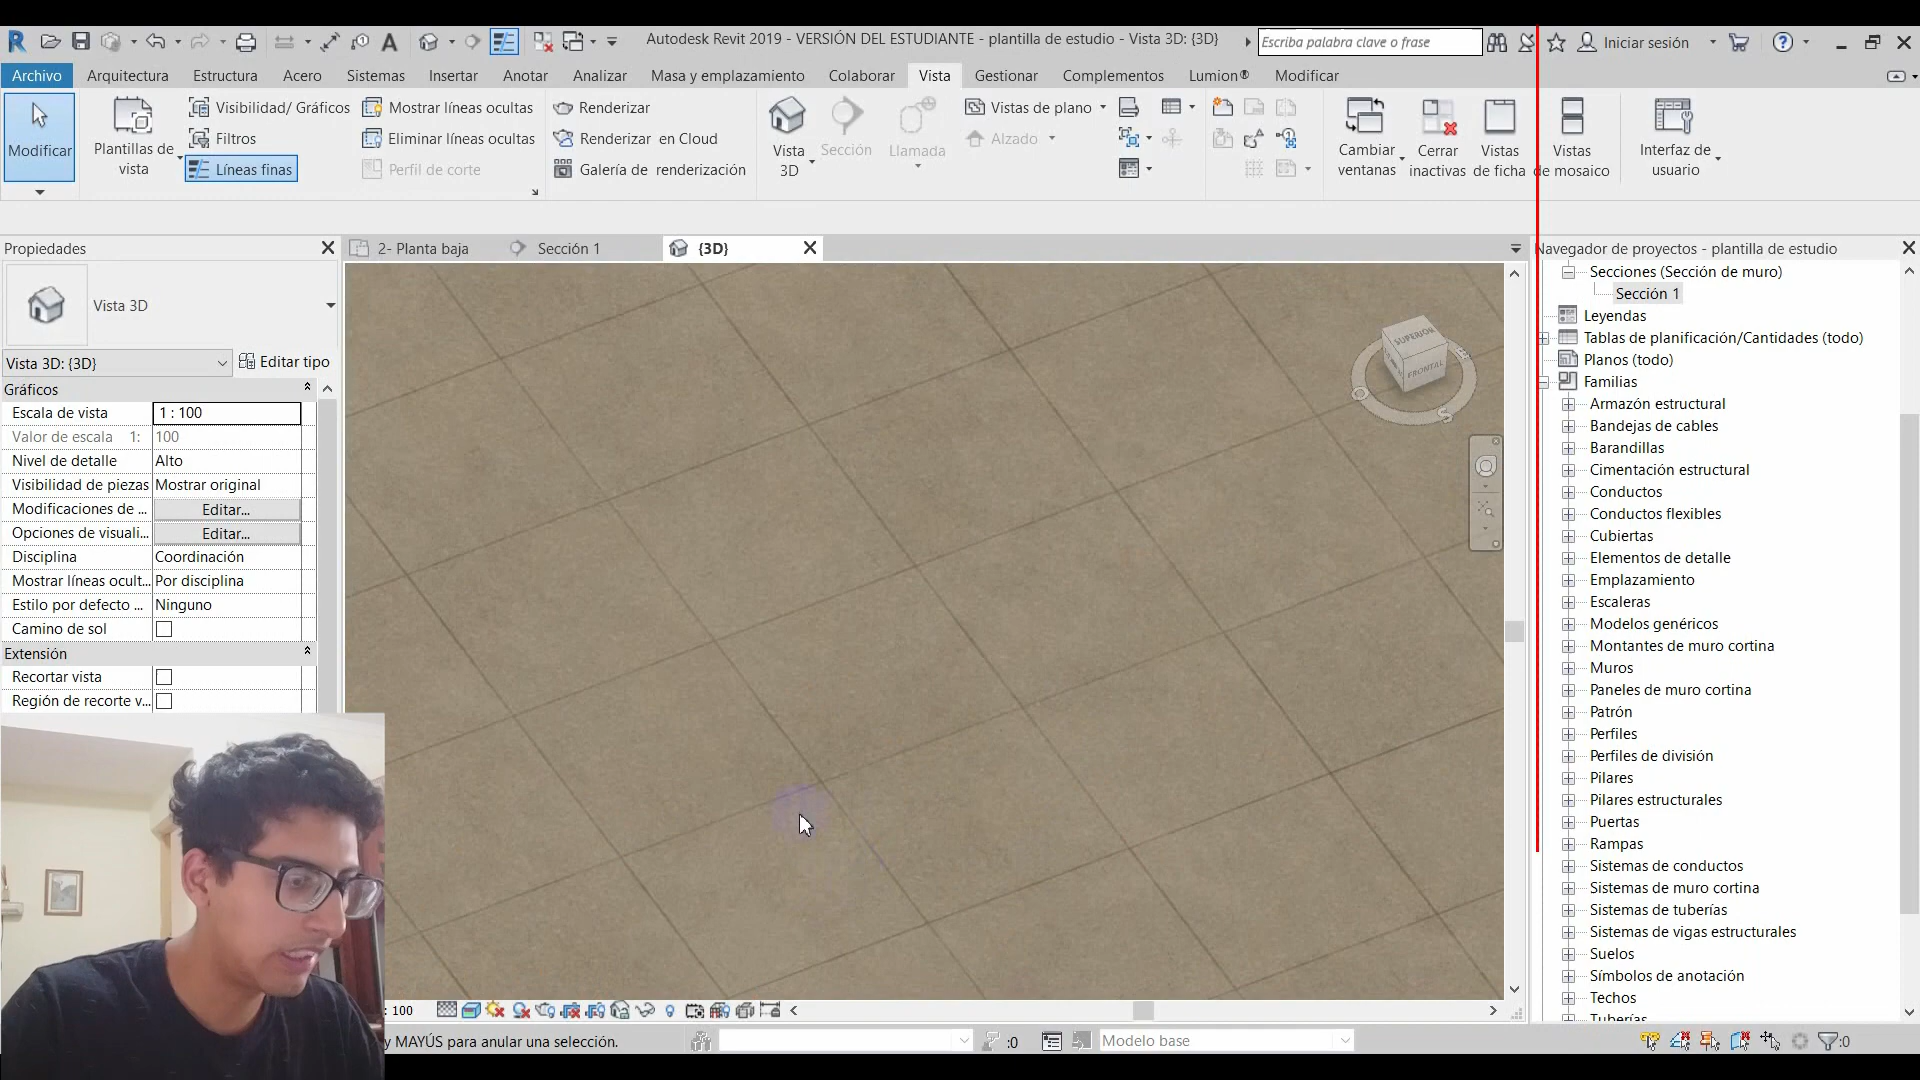 Autodesk Revit 2019 - VERSIÓN DEL ESTUDIANTE - plantilla de estudio - Vista 3D: {3D}
Escriba palabra clave o frase
Iniciar sesión
Archivo Arquitectura Estructura Acero Sistemas Insertar Anotar Analizar Masa y emplazamiento Colaborar Vista Gestionar Complementos Lumion® Modificar
Modificar
Plantillas de vista
Visibilidad/ Gráficos
Filtros
Líneas finas
Mostrar líneas ocultas
Eliminar líneas ocultas
Perfil de corte
Renderizar
Renderizar en Cloud
Galería de renderización
Vista 3D
Sección
Llamada
Vistas de plano
Alzado
Cambiar ventanas
Cerrar inactivas
Vistas de ficha
Vistas de mosaico
Interfaz de usuario
Propiedades
2- Planta baja
Sección 1
{3D}
Navegador de proyectos - plantilla de estudio
Vista 3D
Vista 3D: {3D}
Editar tipo
Gráficos
Escala de vista 1 : 100
Valor de escala 1: 100
Nivel de detalle Alto
Visibilidad de piezas Mostrar original
Modificaciones de ... Editar...
Opciones de visuali... Editar...
Disciplina Coordinación
Mostrar líneas ocult... Por disciplina
Estilo por defecto ... Ninguno
Camino de sol
Extensión
Recortar vista
Región de recorte v...
SUPERIOR
FRONTAL
O
S
Secciones (Sección de muro)
Sección 1
Leyendas
Tablas de planificación/Cantidades (todo)
Planos (todo)
Familias
Armazón estructural
Bandejas de cables
Barandillas
Cimentación estructural
Conductos
Conductos flexibles
Cubiertas
Elementos de detalle
Emplazamiento
Escaleras
Modelos genéricos
Montantes de muro cortina
Muros
Paneles de muro cortina
Patrón
Perfiles
Perfiles de división
Pilares
Pilares estructurales
Puertas
Rampas
Sistemas de conductos
Sistemas de muro cortina
Sistemas de tuberías
Sistemas de vigas estructurales
Suelos
Símbolos de anotación
Techos
Tuberías
: 100
y MAYÚS para anular una selección.
:0
Modelo base
:0